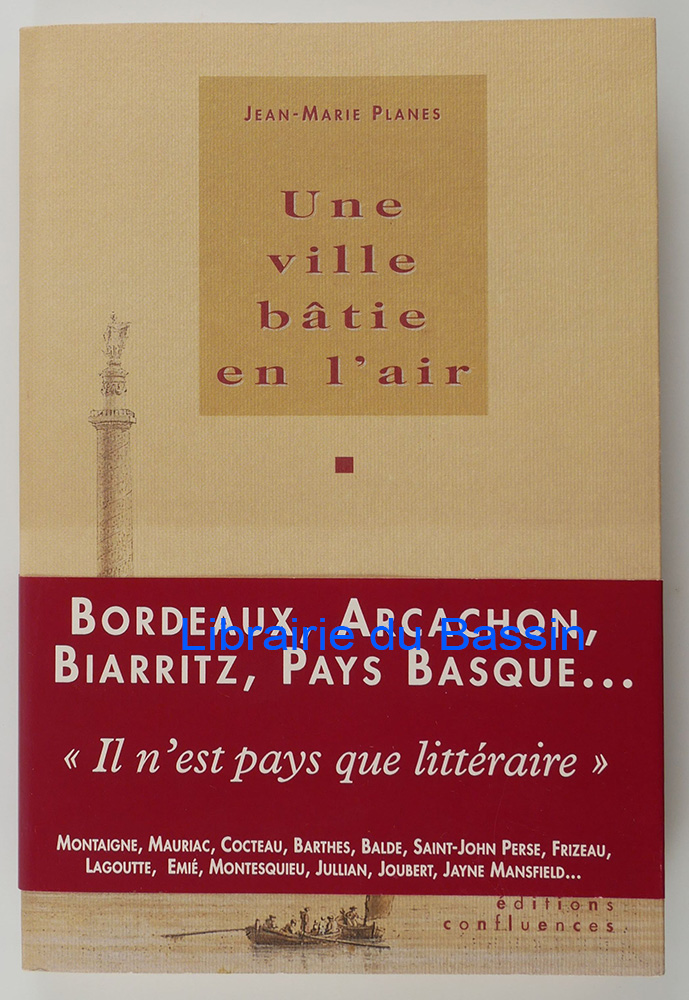 JEAN-MARIE PLANES
Une
ville
bâtie
en l'air
BORDEAUX, ARCACHON,
Librairie du Bassin
BIARRITZ, PAYS BASQUE...
« Il n'est pays que littéraire »
MONTAIGNE, MAURIAC, COCTEAU, BARTHES, BALDE, SAINT-JOHN PERSE, FRIZEAU,
LAGOUTTE, EMIÉ, MONTESQUIEU, JULLIAN, JOUBERT, JAYNE MANSFIELD...
éditions
confluences